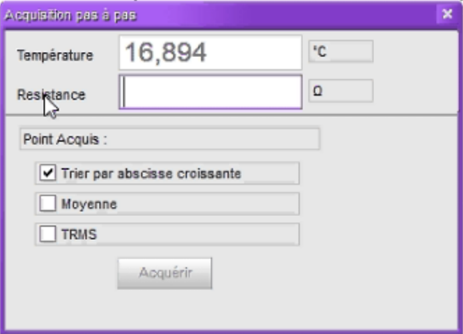 Acquisition pas à pas
Température 16,894 °C
Resistance Ω
Point Acquis :
Trier par abscisse croissante
Moyenne
TRMS
Acquérir